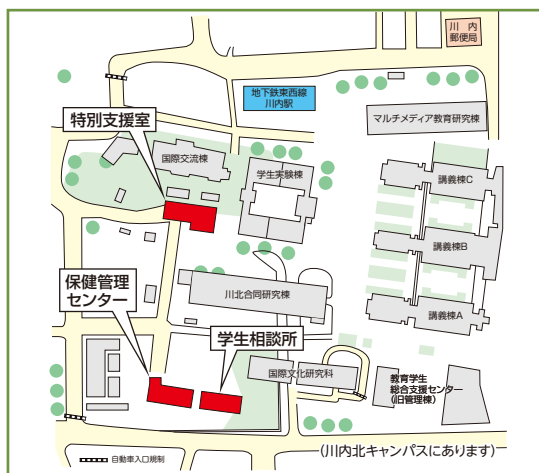 川内
郵便局
地下鉄東西線
川内駅
特別支援室
マルチメディア教育研究棟
国際交流棟
学生実験棟
講義棟C
講義棟B
保健管理
センター
川北合同研究棟
講義棟A
学生相談所
国際文化研究科
教育学生
総合支援センター
(旧管理棟)
(川内北キャンパスにあります)
自動車入口規制